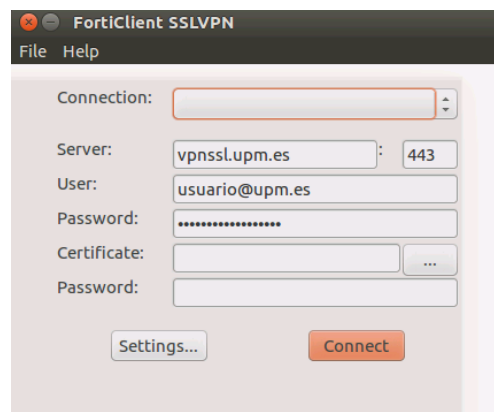 FortiClient SSLVPN
File Help
Connection:
Server: vpnssl.upm.es : 443
User: usuario@upm.es
Password: ••••••••••••••••••
Certificate: ...
Password:
Settings... Connect